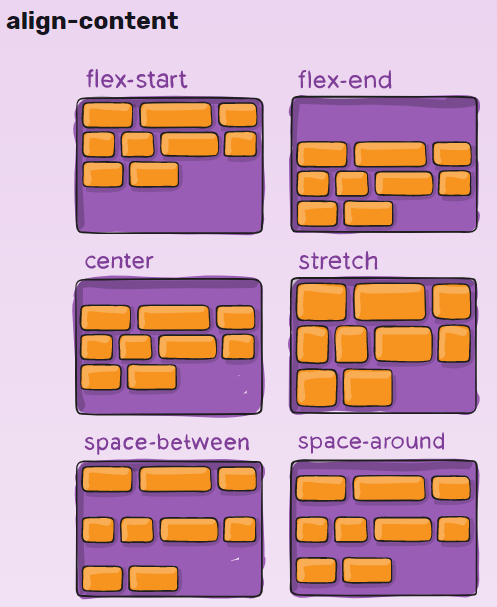 align-content
flex-start
flex-end
center
stretch
space-between
space-around